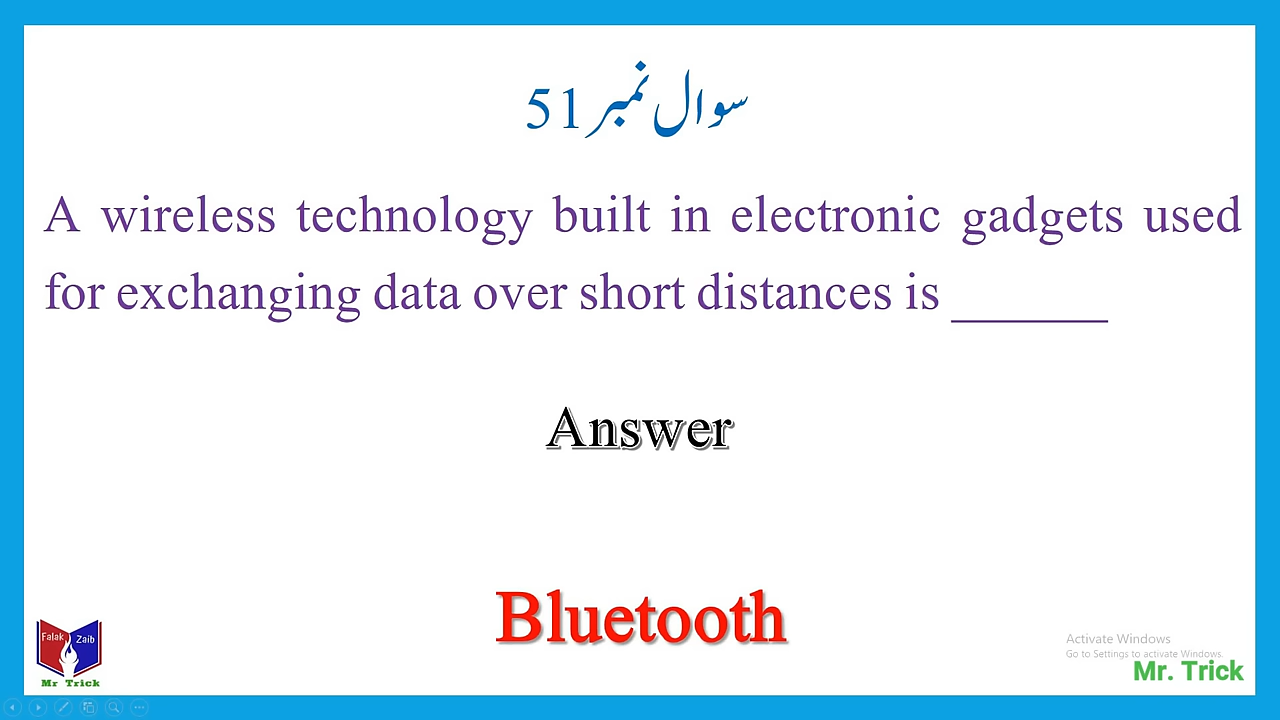 سوال نمبر 51
A wireless technology built in electronic gadgets used
for exchanging data over short distances is ______
Answer
Bluetooth
Falak Zaib
Mr Trick
Activate Windows
Go to Settings to activate Windows.
Mr. Trick